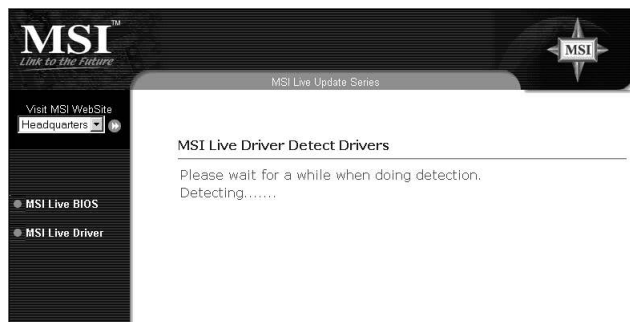 MSI™
Link to the Future
MSI
MSI Live Update Series
Visit MSI WebSite
Headquarters
MSI Live Driver Detect Drivers
Please wait for a while when doing detection.
Detecting.......
MSI Live BIOS
MSI Live Driver